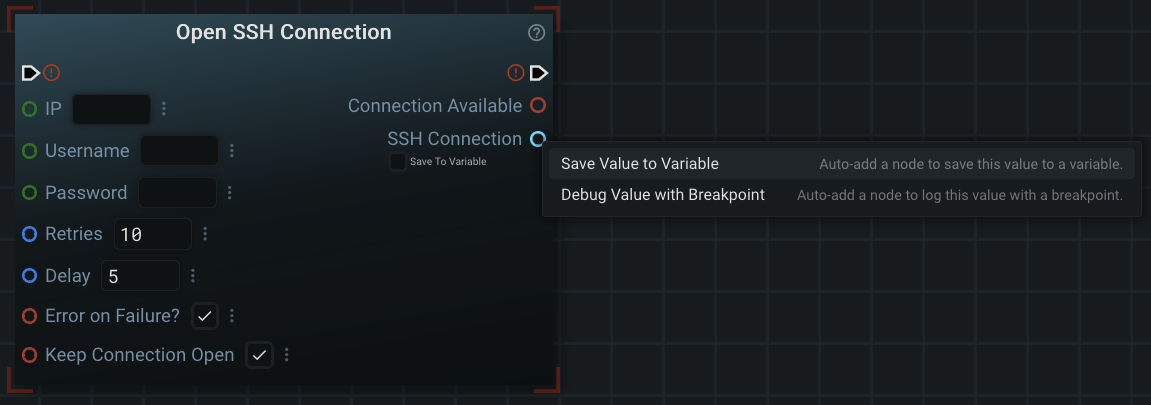 Open SSH Connection
IP
Connection Available
SSH Connection
Save To Variable
Username
Password
Retries 10
Delay 5
Error on Failure?
Keep Connection Open
Save Value to Variable Auto-add a node to save this value to a variable.
Debug Value with Breakpoint Auto-add a node to log this value with a breakpoint.